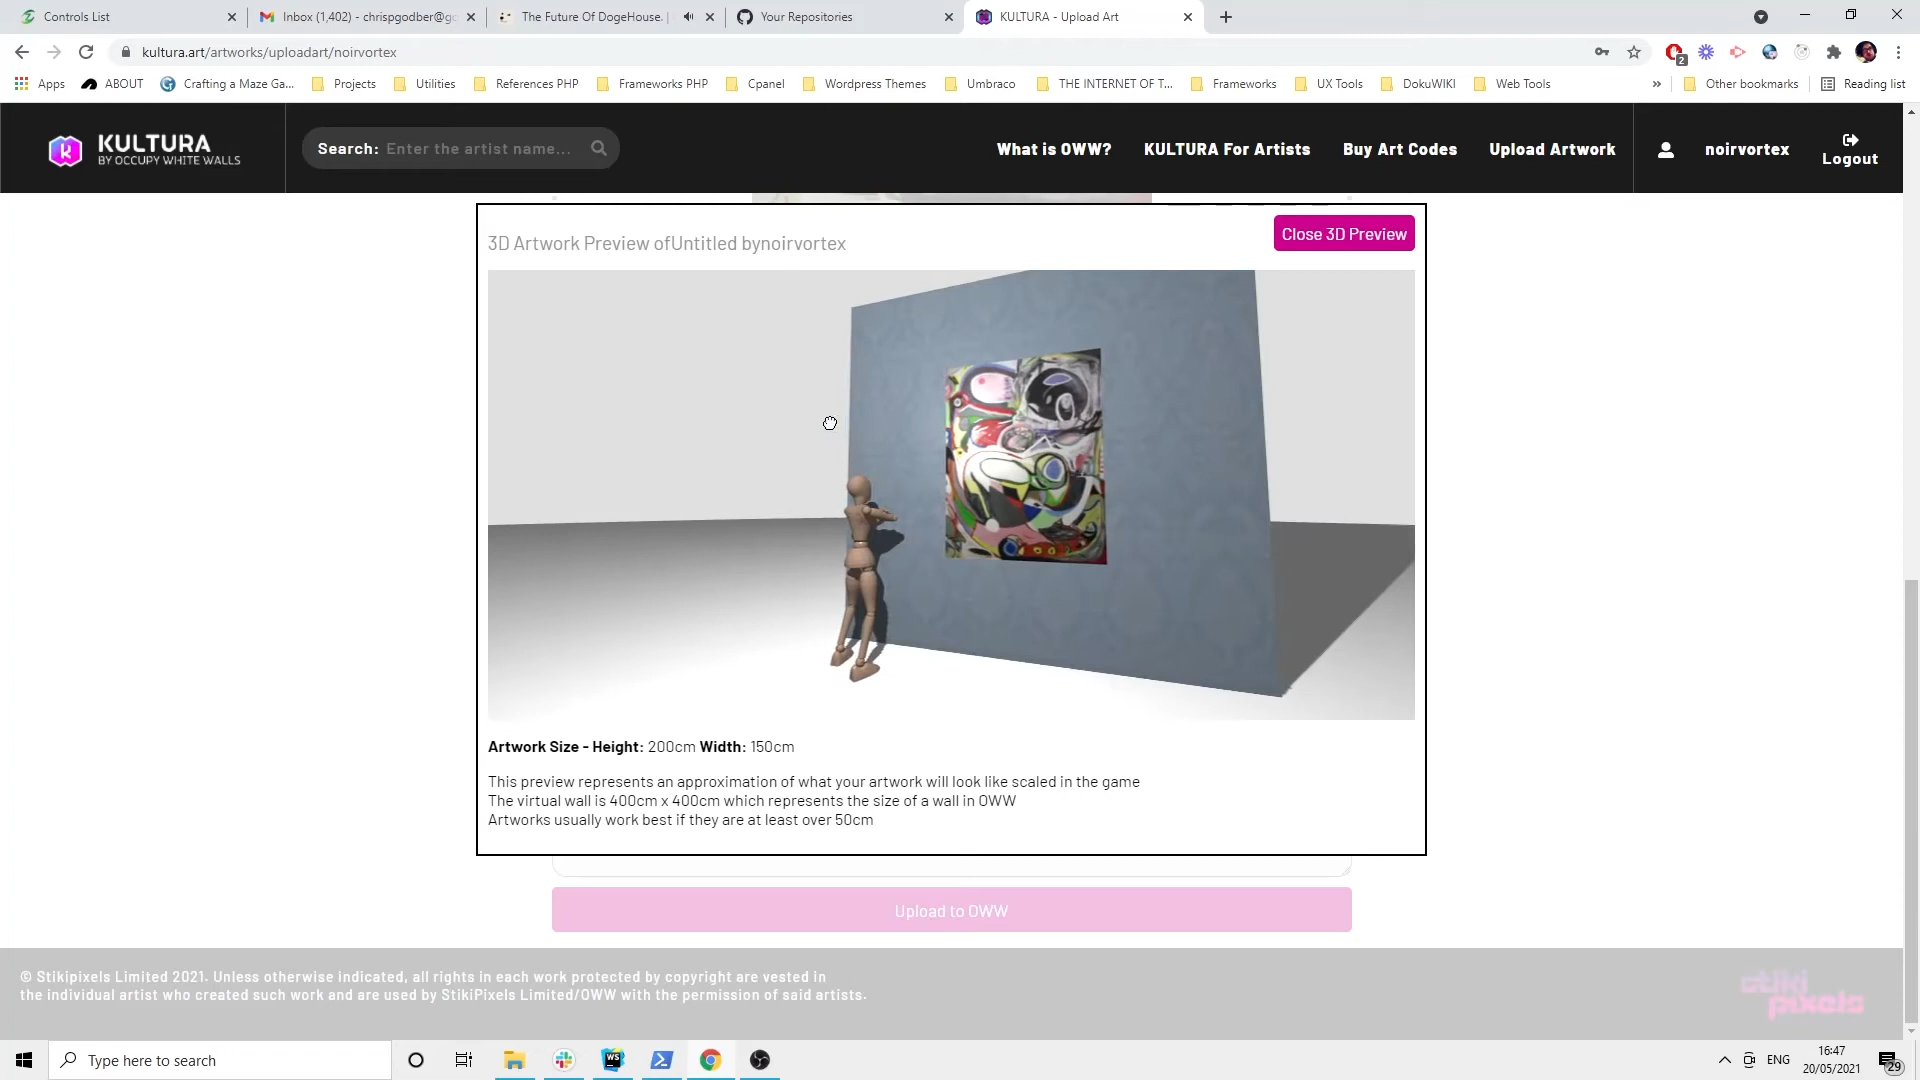 Controls List
Inbox (1,402) - chrispgodber@gc
The Future Of DogeHouse. |
Your Repositories
KULTURA - Upload Art
kultura.art/artworks/uploadart/noirvortex
2
Apps
ABOUT
Crafting a Maze Ga...
Projects
Utilities
References PHP
Frameworks PHP
Cpanel
Wordpress Themes
Umbraco
THE INTERNET OF T...
Frameworks
UX Tools
DokuWIKI
Web Tools
»
Other bookmarks
Reading list
KULTURA
BY OCCUPY WHITE WALLS
Search: Enter the artist name...
What is OWW?
KULTURA For Artists
Buy Art Codes
Upload Artwork
noirvortex
Logout
3D Artwork Preview ofUntitled bynoirvortex
Close 3D Preview
Artwork Size - Height: 200cm Width: 150cm
This preview represents an approximation of what your artwork will look like scaled in the game
The virtual wall is 400cm x 400cm which represents the size of a wall in OWW
Artworks usually work best if they are at least over 50cm
Upload to OWW
© Stikipixels Limited 2021. Unless otherwise indicated, all rights in each work protected by copyright are vested in
the individual artist who created such work and are used by StikiPixels Limited/OWW with the permission of said artists.
stiki
pixels
Type here to search
WS
ENG
16:47
20/05/2021
29